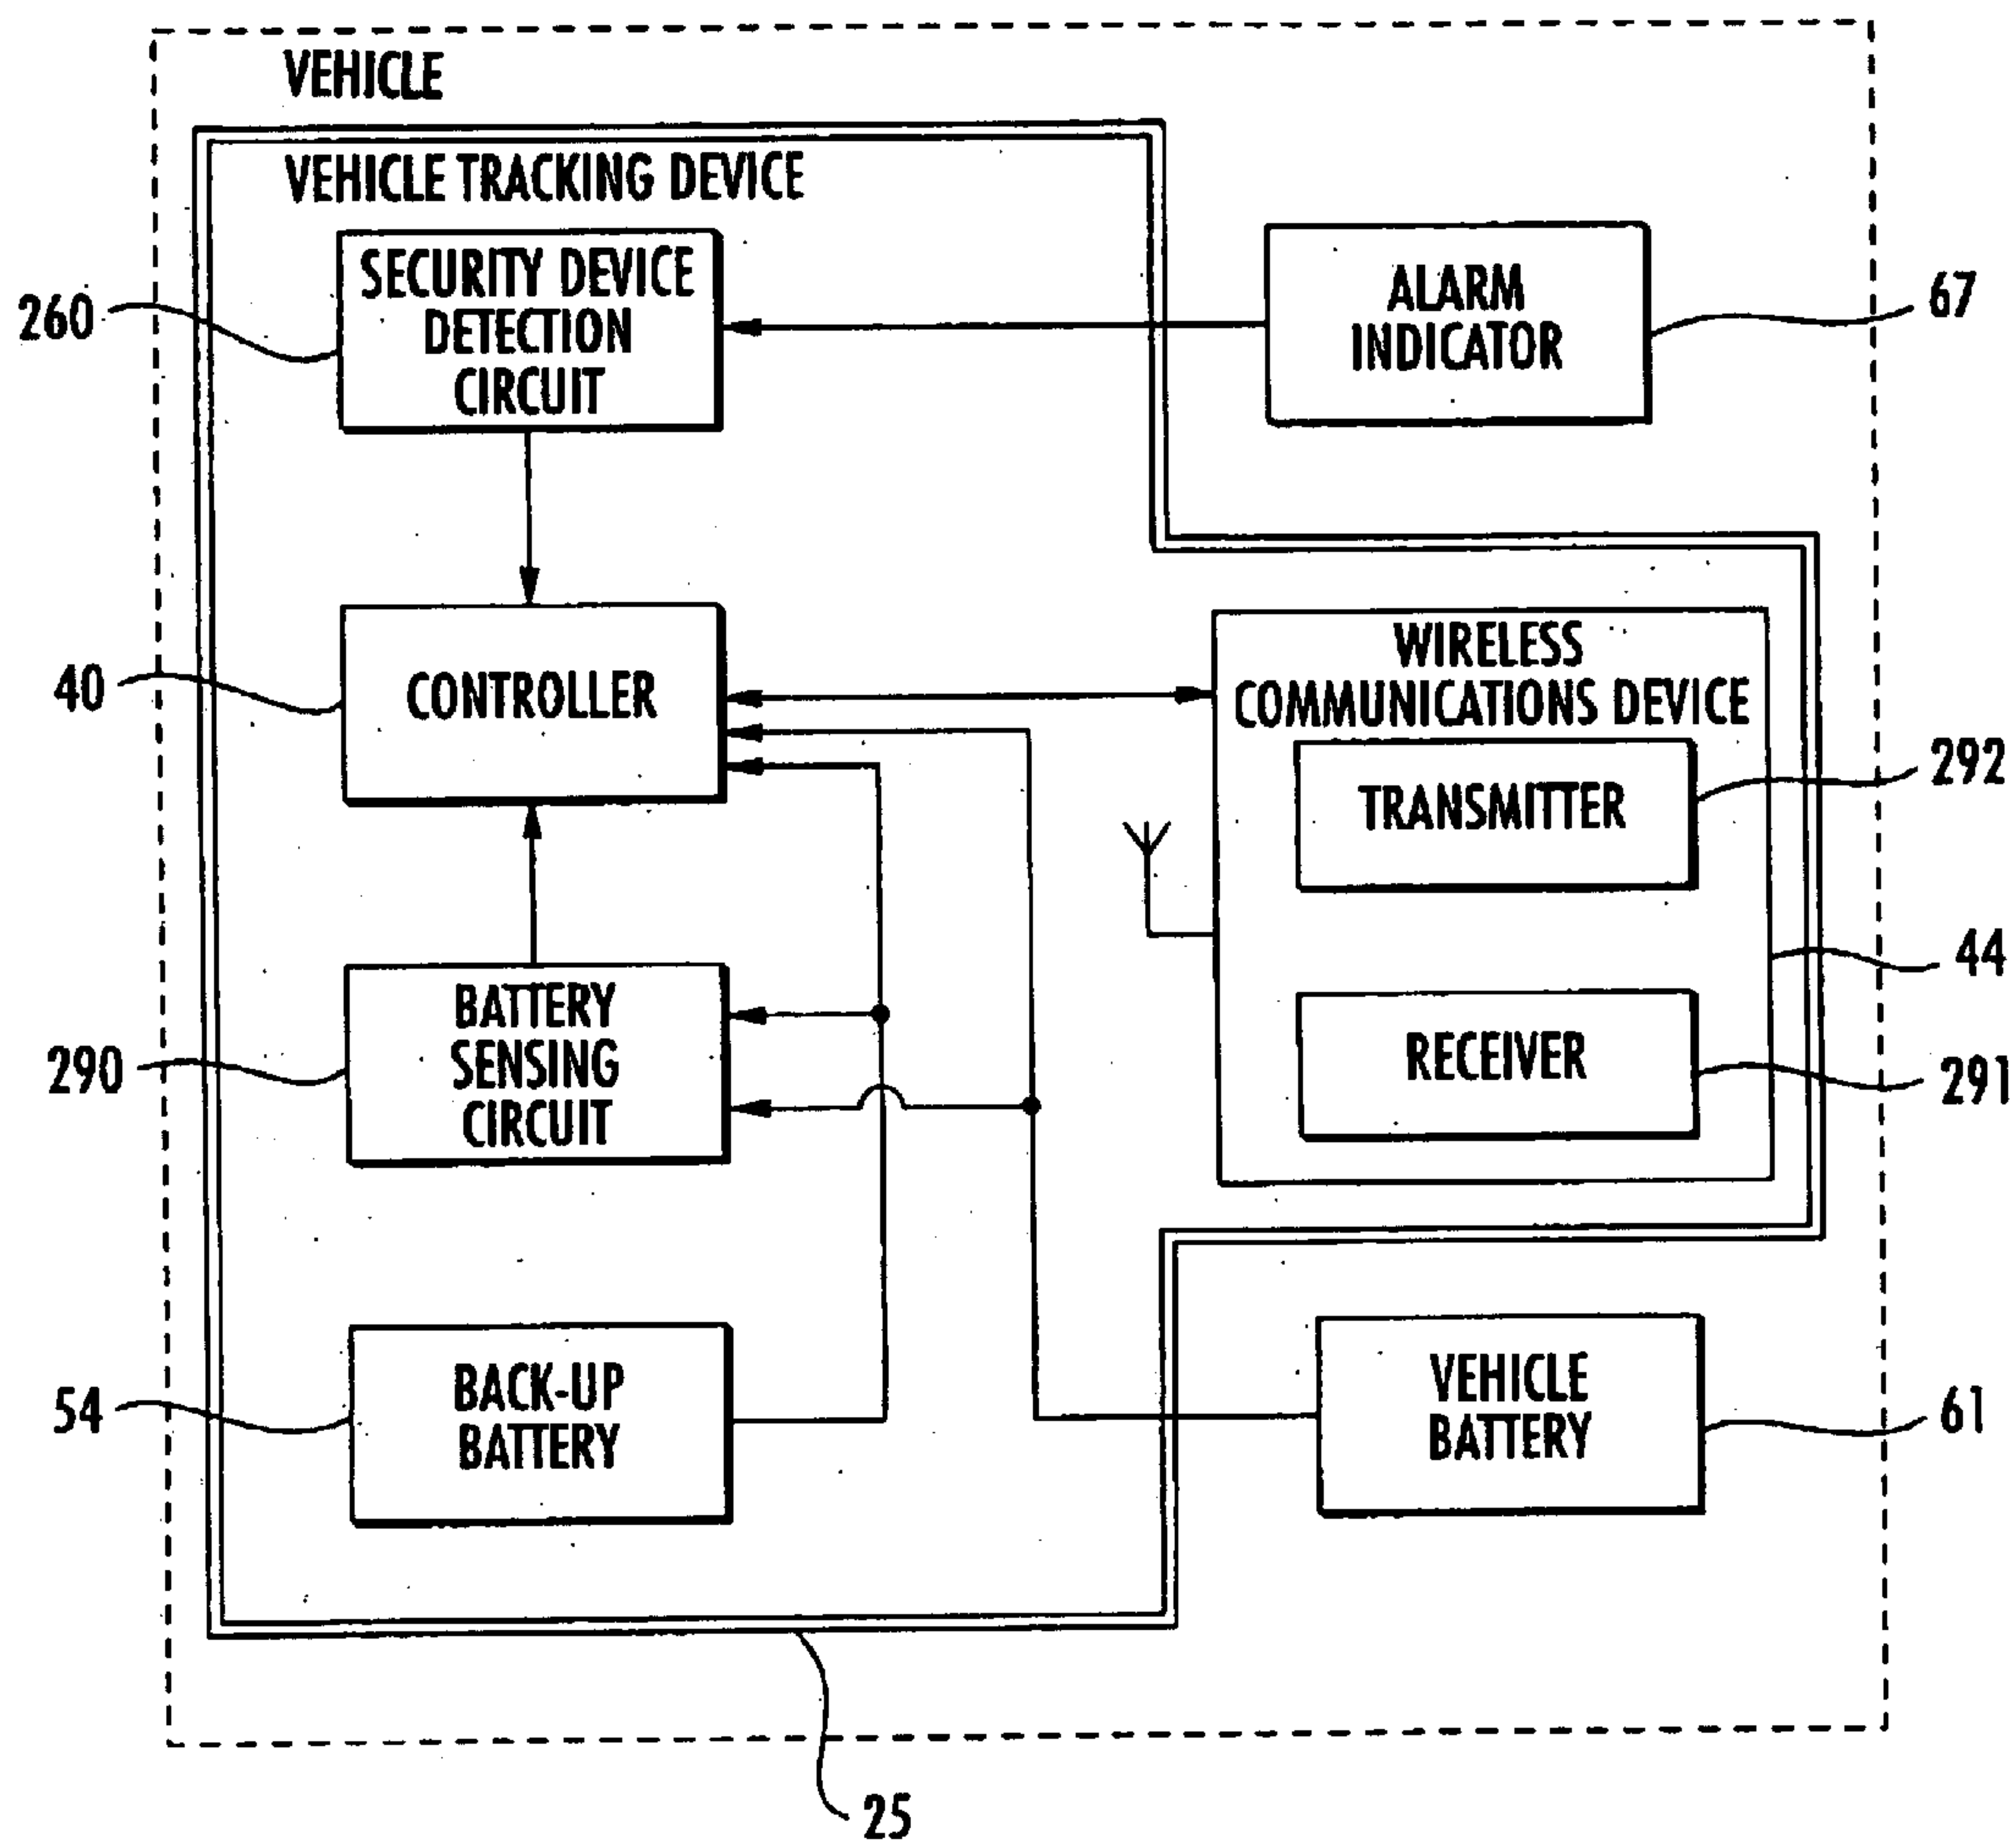 VEHICLE
VEHICLE TRACKING DEVICE
SECURITY DEVICE
DETECTION
CIRCUIT
260
ALARM
INDICATOR
67
CONTROLLER
40
WIRELESS
COMMUNICATIONS DEVICE
TRANSMITTER
292
44
RECEIVER
291
BATTERY
SENSING
CIRCUIT
290
BACK-UP
BATTERY
54
VEHICLE
BATTERY
61
25